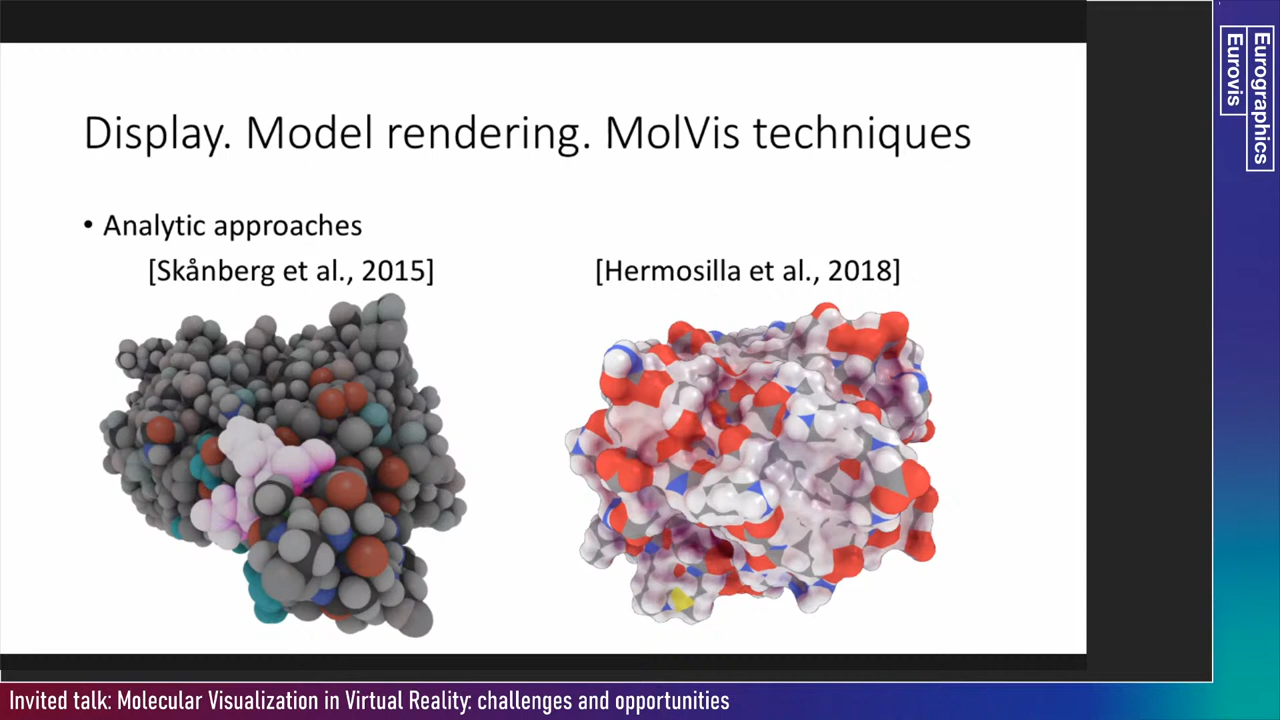 Display. Model rendering. MolVis techniques
• Analytic approaches
[Skånberg et al., 2015]
[Hermosilla et al., 2018]
Eurographics
Eurovis
Invited talk: Molecular Visualization in Virtual Reality: challenges and opportunities